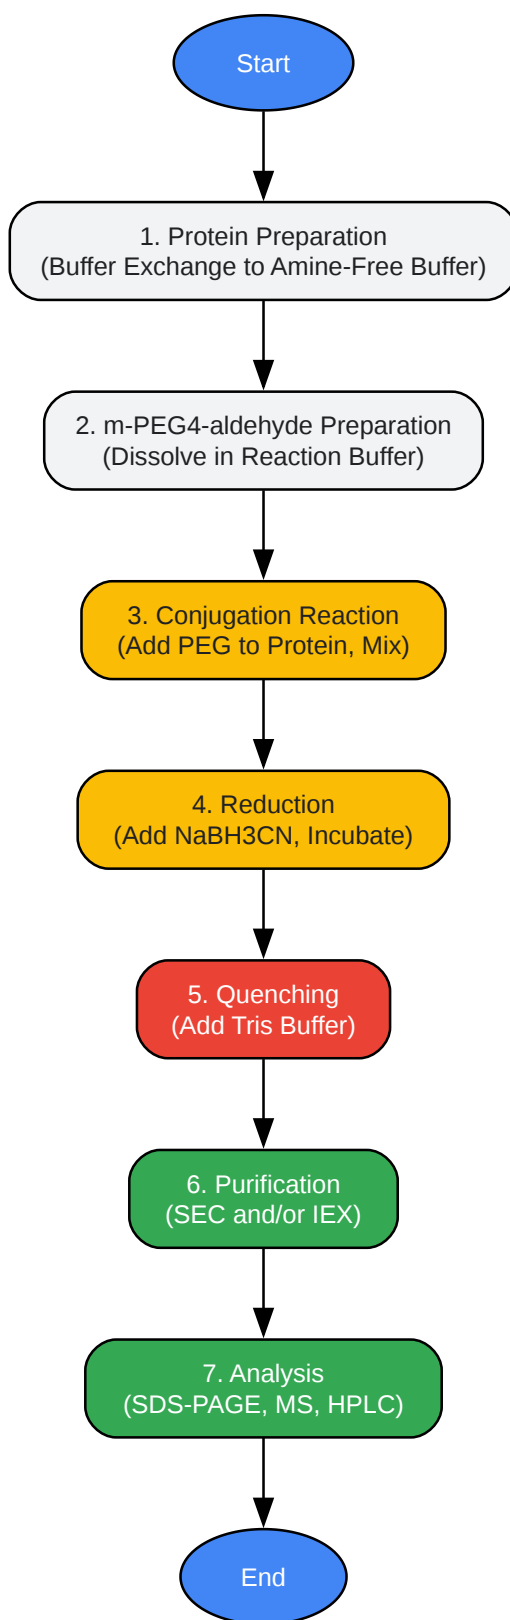 Start
1. Protein Preparation
(Buffer Exchange to Amine-Free Buffer)
2. m-PEG4-aldehyde Preparation
(Dissolve in Reaction Buffer)
3. Conjugation Reaction
(Add PEG to Protein, Mix)
4. Reduction
(Add NaBH3CN, Incubate)
5. Quenching
(Add Tris Buffer)
6. Purification
(SEC and/or IEX)
7. Analysis
(SDS-PAGE, MS, HPLC)
End